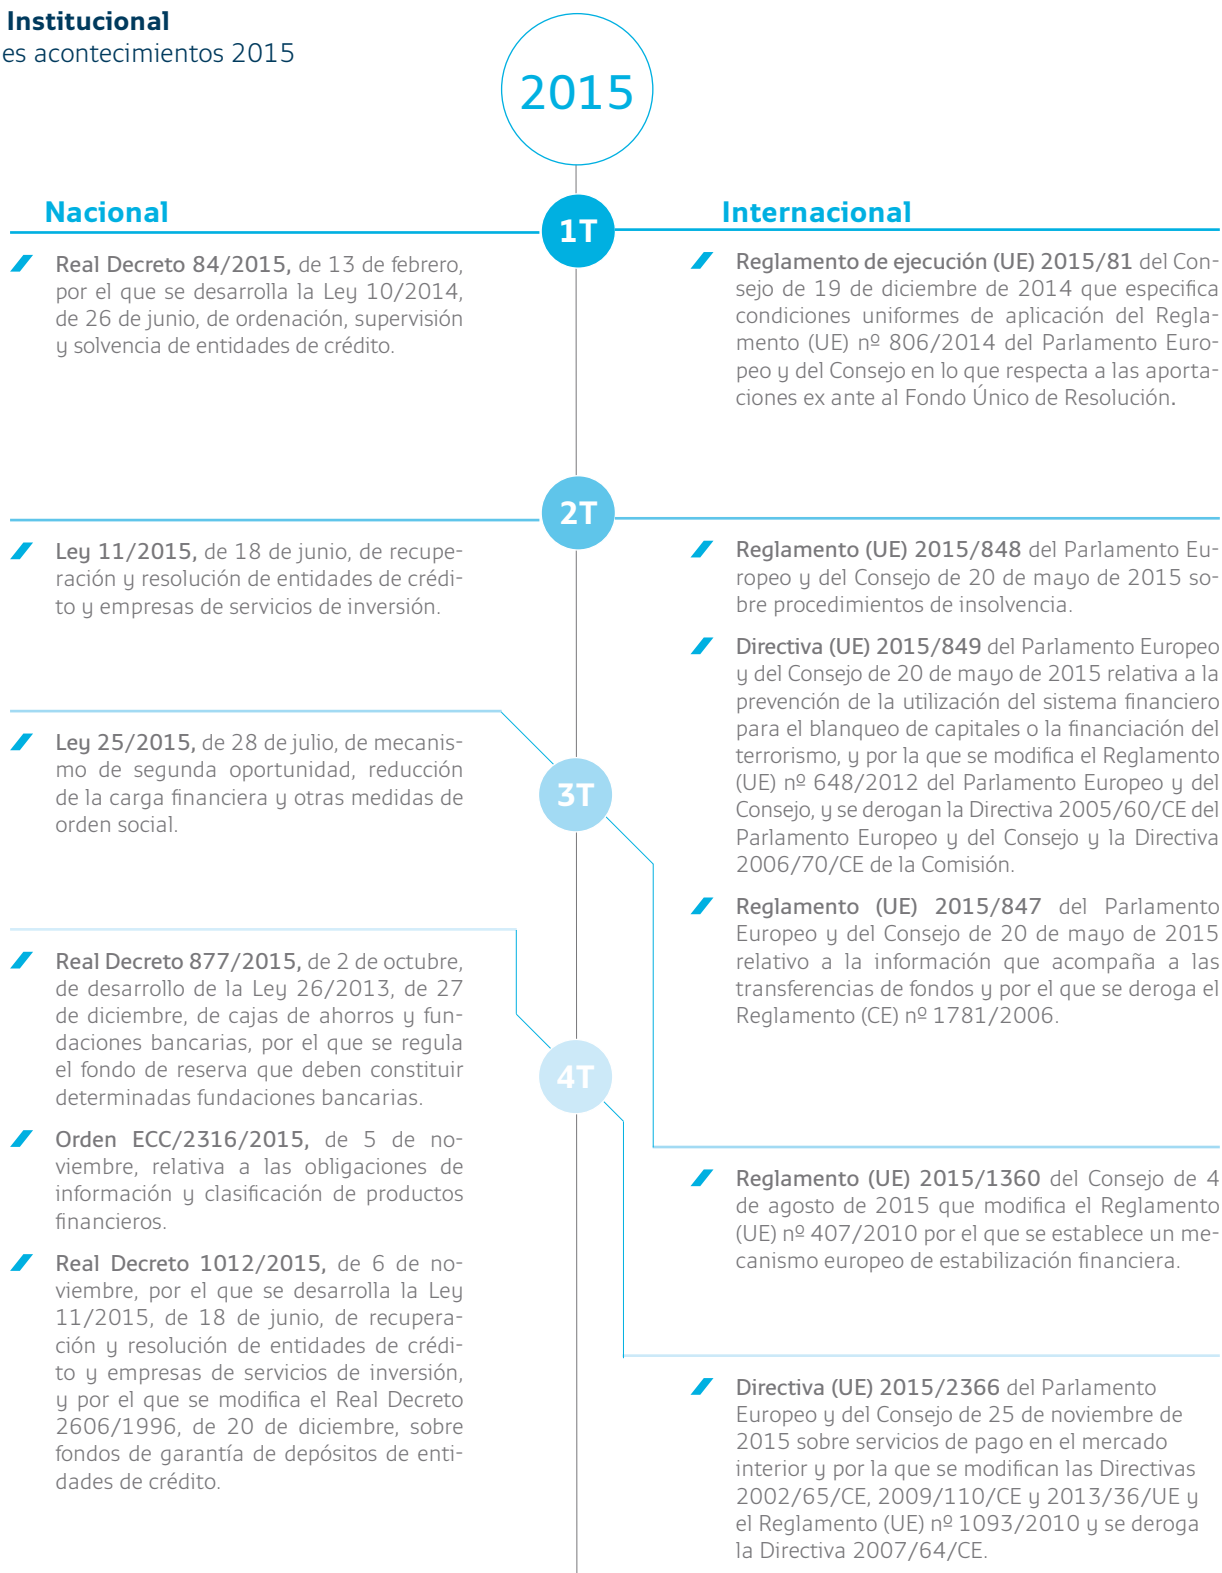 Institucional
es acontecimientos 2015
2015
Nacional
1T
Internacional
Real Decreto 84/2015, de 13 de febrero,
por el que se desarrolla la Ley 10/2014,
de 26 de junio, de ordenación, supervisión
y solvencia de entidades de crédito.
Reglamento de ejecución (UE) 2015/81 del Con-
sejo de 19 de diciembre de 2014 que especifica
condiciones uniformes de aplicación del Regla-
mento (UE) nº 806/2014 del Parlamento Euro-
peo y del Consejo en lo que respecta a las aporta-
ciones ex ante al Fondo Único de Resolución.
2T
Ley 11/2015, de 18 de junio, de recupe-
ración y resolución de entidades de crédi-
to y empresas de servicios de inversión.
Reglamento (UE) 2015/848 del Parlamento Eu-
ropeo y del Consejo de 20 de mayo de 2015 so-
bre procedimientos de insolvencia.
Directiva (UE) 2015/849 del Parlamento Europeo
y del Consejo de 20 de mayo de 2015 relativa a la
prevención de la utilización del sistema financiero
para el blanqueo de capitales o la financiación del
terrorismo, y por la que se modifica el Reglamento
(UE) nº 648/2012 del Parlamento Europeo y del
Consejo, y se derogan la Directiva 2005/60/CE del
Parlamento Europeo y del Consejo y la Directiva
2006/70/CE de la Comisión.
Reglamento (UE) 2015/847 del Parlamento
Europeo y del Consejo de 20 de mayo de 2015
relativo a la información que acompaña a las
transferencias de fondos y por el que se deroga el
Reglamento (CE) nº 1781/2006.
3T
Ley 25/2015, de 28 de julio, de mecanis-
mo de segunda oportunidad, reducción
de la carga financiera y otras medidas de
orden social.
Reglamento (UE) 2015/1360 del Consejo de 4
de agosto de 2015 que modifica el Reglamento
(UE) nº 407/2010 por el que se establece un me-
canismo europeo de estabilización financiera.
4T
Real Decreto 877/2015, de 2 de octubre,
de desarrollo de la Ley 26/2013, de 27
de diciembre, de cajas de ahorros y fun-
daciones bancarias, por el que se regula
el fondo de reserva que deben constituir
determinadas fundaciones bancarias.
Orden ECC/2316/2015, de 5 de no-
viembre, relativa a las obligaciones de
información y clasificación de productos
financieros.
Real Decreto 1012/2015, de 6 de no-
viembre, por el que se desarrolla la Ley
11/2015, de 18 de junio, de recupera-
ción y resolución de entidades de crédi-
to y empresas de servicios de inversión,
y por el que se modifica el Real Decreto
2606/1996, de 20 de diciembre, sobre
fondos de garantía de depósitos de enti-
dades de crédito.
Directiva (UE) 2015/2366 del Parlamento
Europeo y del Consejo de 25 de noviembre de
2015 sobre servicios de pago en el mercado
interior y por la que se modifican las Directivas
2002/65/CE, 2009/110/CE y 2013/36/UE y
el Reglamento (UE) nº 1093/2010 y se deroga
la Directiva 2007/64/CE.